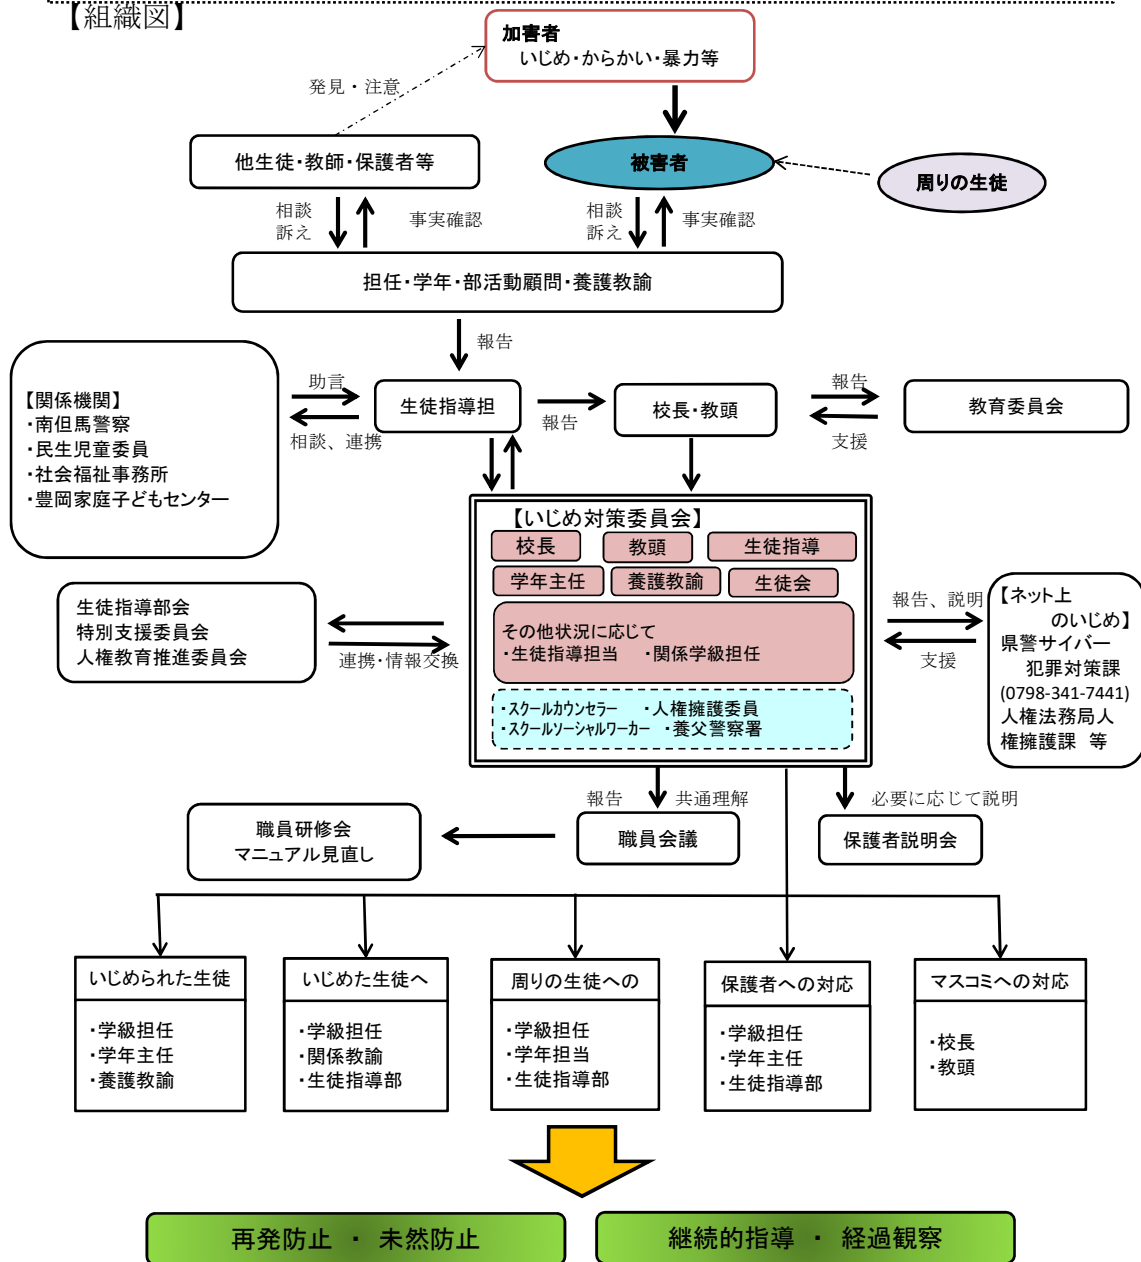 【組織図】
加害者
いじめ・からかい・暴力等
発見・注意
他生徒・教師・保護者等
被害者
周りの生徒
相談
訴え
事実確認
相談
訴え
事実確認
担任・学年・部活動顧問・養護教諭
報告
【関係機関】
・南但馬警察
・民生児童委員
・社会福祉事務所
・豊岡家庭子どもセンター
助言
相談、連携
生徒指導担
報告
校長・教頭
報告
支援
教育委員会
【いじめ対策委員会】
校長
教頭
生徒指導
学年主任
養護教諭
生徒会
その他状況に応じて
・生徒指導担当 ・関係学級担任
・スクールカウンセラー ・人権擁護委員
・スクールソーシャルワーカー ・養父警察署
生徒指導部会
特別支援委員会
人権教育推進委員会
連携・情報交換
報告、説明
支援
【ネット上
のいじめ】
県警サイバー
犯罪対策課
(0798-341-7441)
人権法務局人
権擁護課 等
報告
共通理解
必要に応じて説明
職員研修会
マニュアル見直し
職員会議
保護者説明会
いじめられた生徒
・学級担任
・学年主任
・養護教諭
いじめた生徒へ
・学級担任
・関係教諭
・生徒指導部
周りの生徒への
・学級担任
・学年担当
・生徒指導部
保護者への対応
・学級担任
・学年主任
・生徒指導部
マスコミへの対応
・校長
・教頭
再発防止 ・ 未然防止
継続的指導 ・ 経過観察